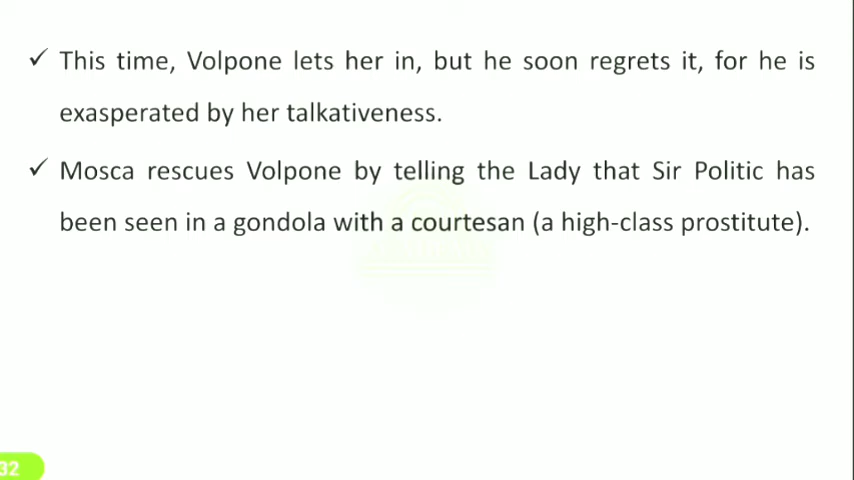 ✓ This time, Volpone lets her in, but he soon regrets it, for he is
exasperated by her talkativeness.
✓ Mosca rescues Volpone by telling the Lady that Sir Politic has
been seen in a gondola with a courtesan (a high-class prostitute).
32